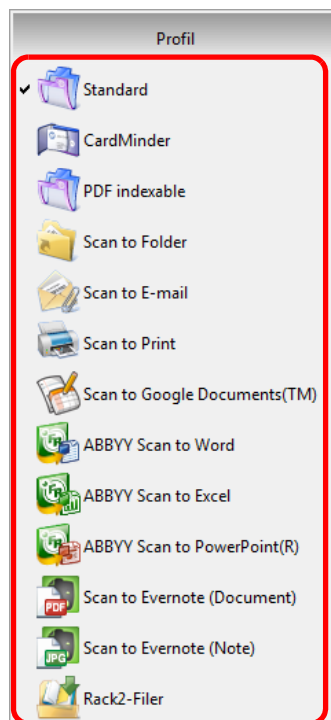 Profil
Standard
CardMinder
PDF indexable
Scan to Folder
Scan to E-mail
Scan to Print
Scan to Google Documents(TM)
ABBYY Scan to Word
ABBYY Scan to Excel
ABBYY Scan to PowerPoint(R)
PDF Scan to Evernote (Document)
JPG Scan to Evernote (Note)
Rack2-Filer